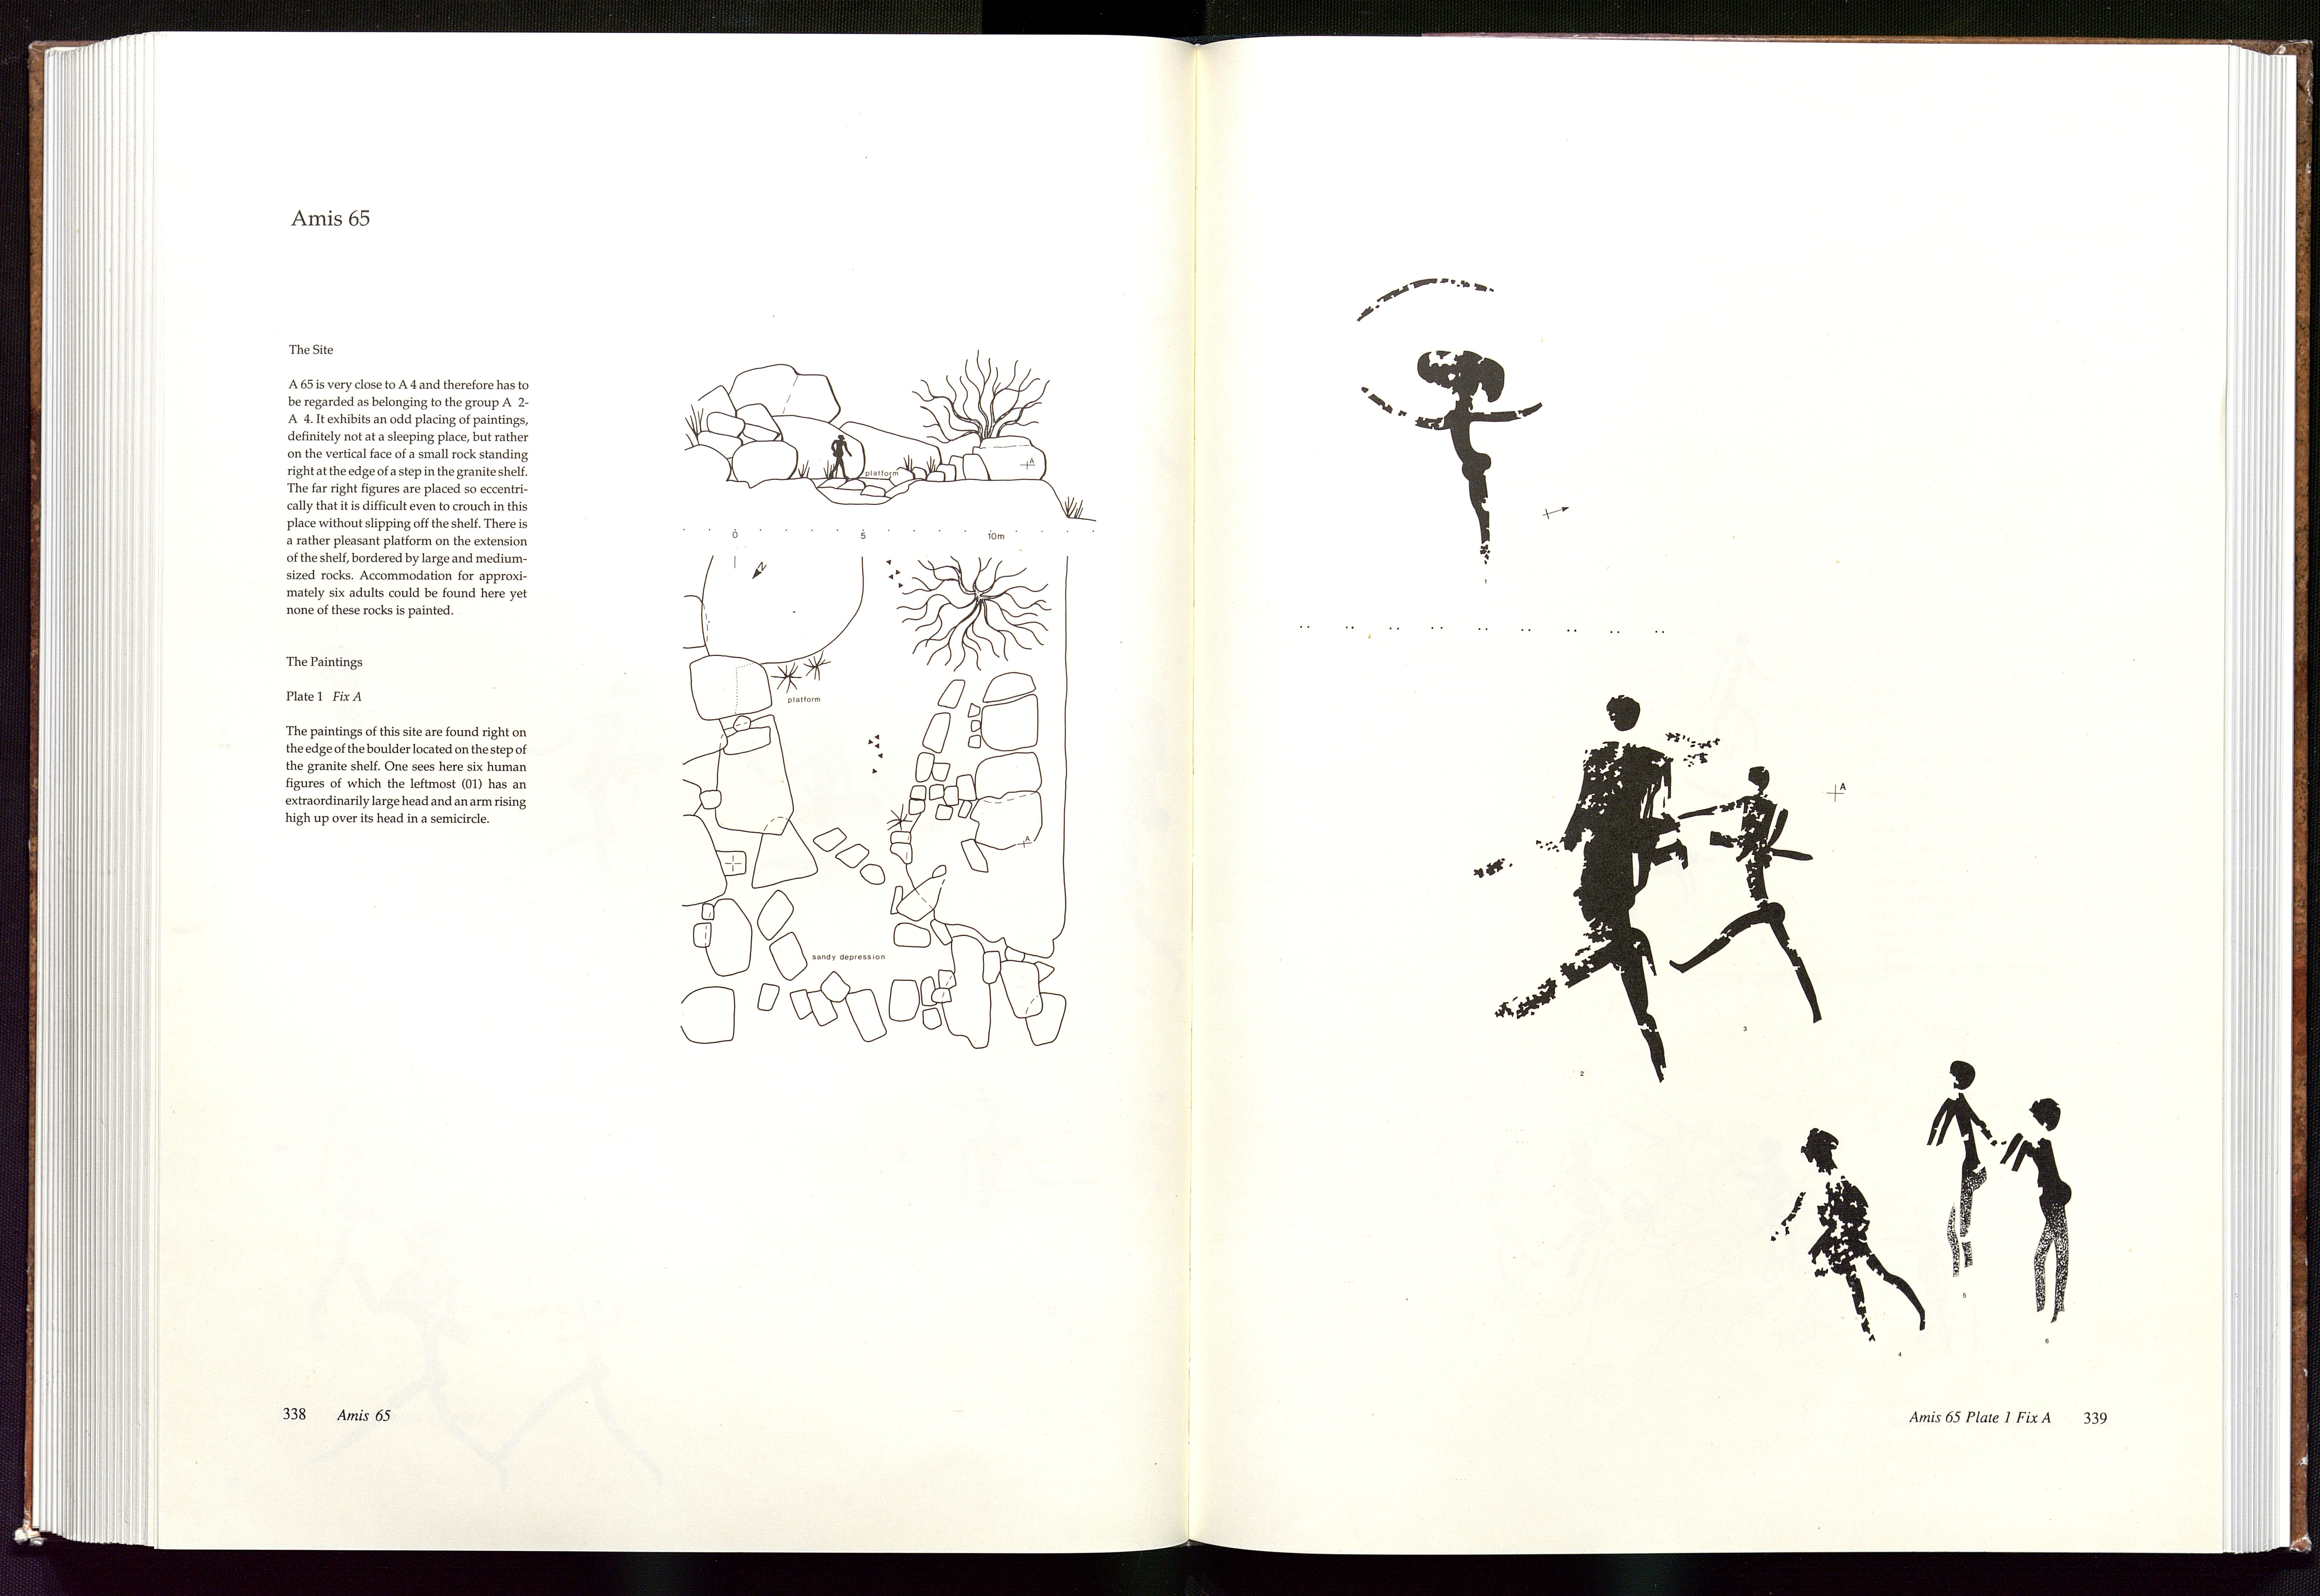 Amis 65
The Site
A 65 is very close to A 4 and therefore has to
be regarded as belonging to the group A 2-
A 4. It exhibits an odd placing of paintings,
definitely not at a sleeping place, but rather
on the vertical face of a small rock standing
right at the edge of a step in the granite shelf.
The far right figures are placed so eccentri-
cally that it is difficult even to crouch in this
place without slipping off the shelf. There is
a rather pleasant platform on the extension
of the shelf, bordered by large and medium-
sized rocks. Accommodation for approxi-
mately six adults could be found here yet
none of these rocks is painted.
The Paintings
Plate 1 Fix A
The paintings of this site are found right on
the edge of the boulder located on the step of
the granite shelf. One sees here six human
figures of which the leftmost (01) has an
extraordinarily large head and an arm rising
high up over its head in a semicircle.
platform
A
0 5 10m
N
platform
A
sandy depression
338 Amis 65
1
A
3
2
5
6
4
Amis 65 Plate 1 Fix A 339